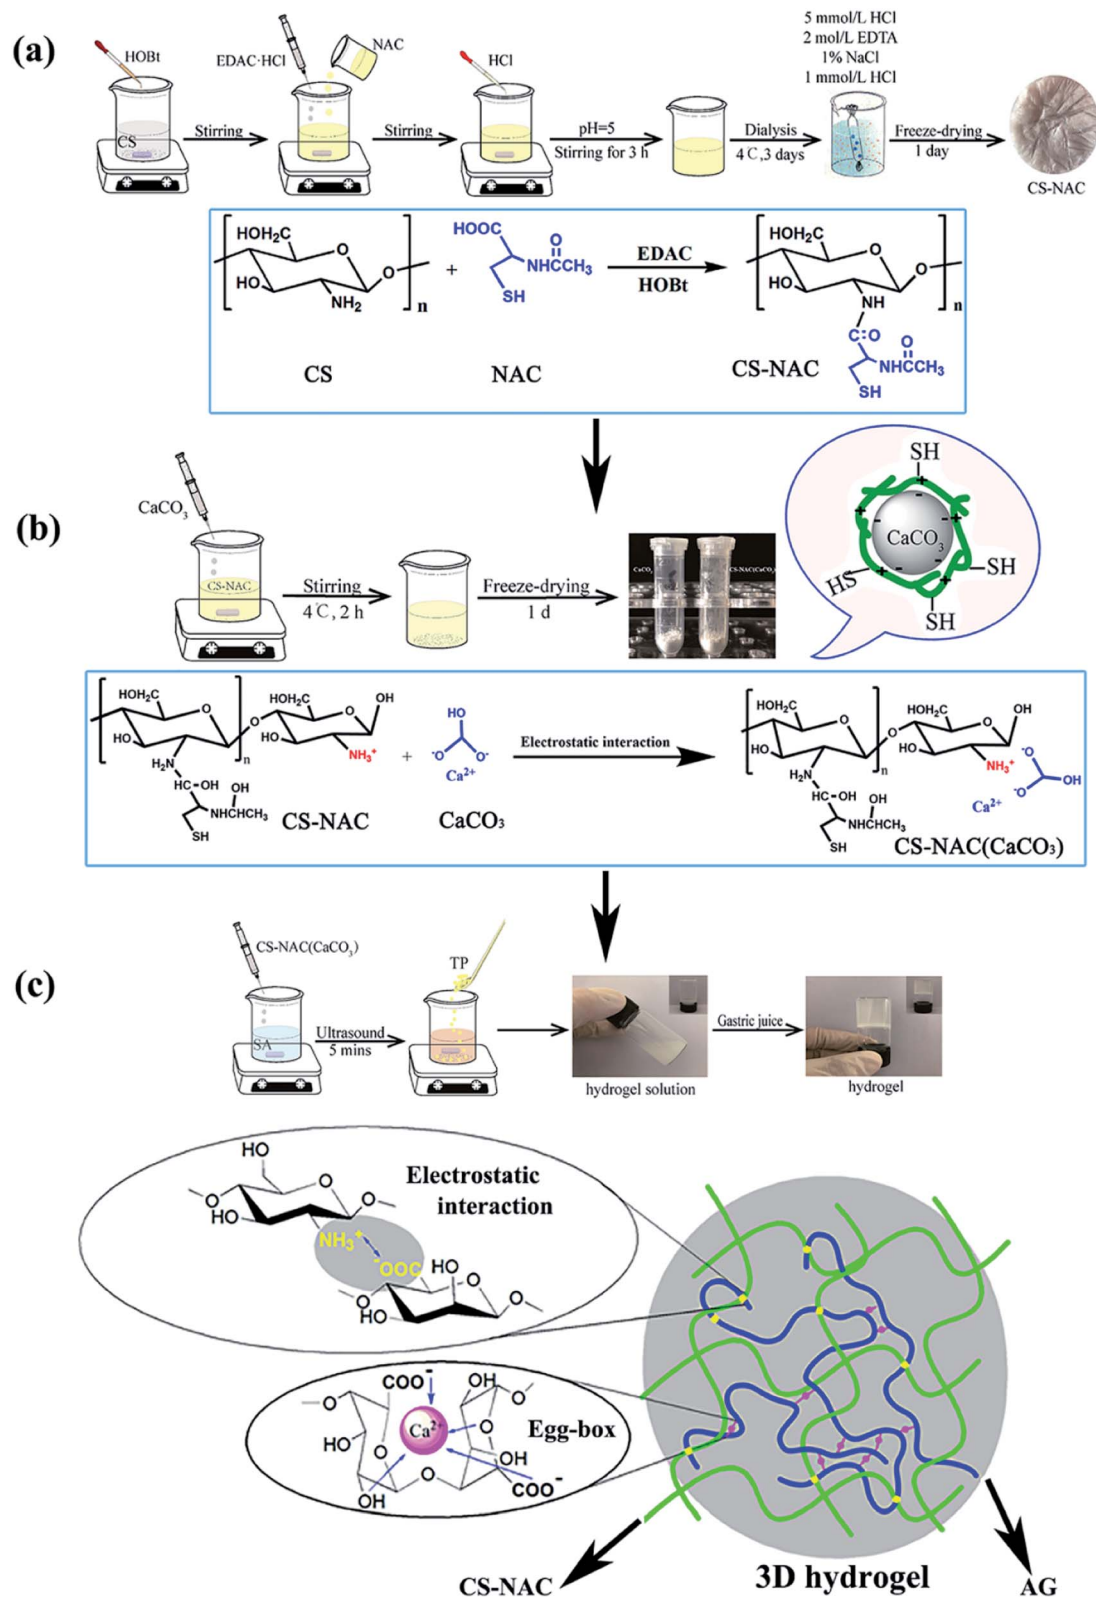 (a)
HOBt
CS
Stirring
EDAC·HCl
NAC
Stirring
HCl
pH=5
Stirring for 3 h
Dialysis
4℃,3 days
5 mmol/L HCl
2 mol/L EDTA
1% NaCl
1 mmol/L HCl
Freeze-drying
1 day
CS-NAC
HOH₂C
O
HO
NH₂
O
n
+
HOOC
O
NHCCH₃
SH
EDAC
HOBt
HOH₂C
O
HO
NH
O
n
C:O
O
NHCCH₃
SH
CS
NAC
CS-NAC
(b)
CaCO₃
CS-NAC
Stirring
4℃, 2 h
Freeze-drying
1 d
CaCO₃
CS-NAC(CaCO₃)
SH
CaCO₃
HS
SH
SH
HOH₂C
O
HO
H₂N
O
n
HOH₂C
OH
O
HO
NH₃⁺
HC-OH
OH
NHCHCH₃
SH
CS-NAC
+
HO
⁻O
O⁻
Ca²⁺
CaCO₃
Electrostatic interaction
HOH₂C
O
HO
H₂N
O
n
HOH₂C
OH
O
HO
NH₃⁺
⁻O
OH
⁻O
Ca²⁺
C-OH
OH
NHCHCH₃
SH
CS-NAC(CaCO₃)
(c)
CS-NAC(CaCO₃)
SA
Ultrasound
5 mins
TP
hydrogel solution
Gastric juice
hydrogel
Electrostatic
interaction
HO
O
O
HO
O
NH₃⁺
⁻OOC
HO
O
O
HO
O
Egg-box
COO⁻
OH
O
O
HO
Ca²⁺
O
OH
O
OH
COO⁻
CS-NAC
3D hydrogel
AG